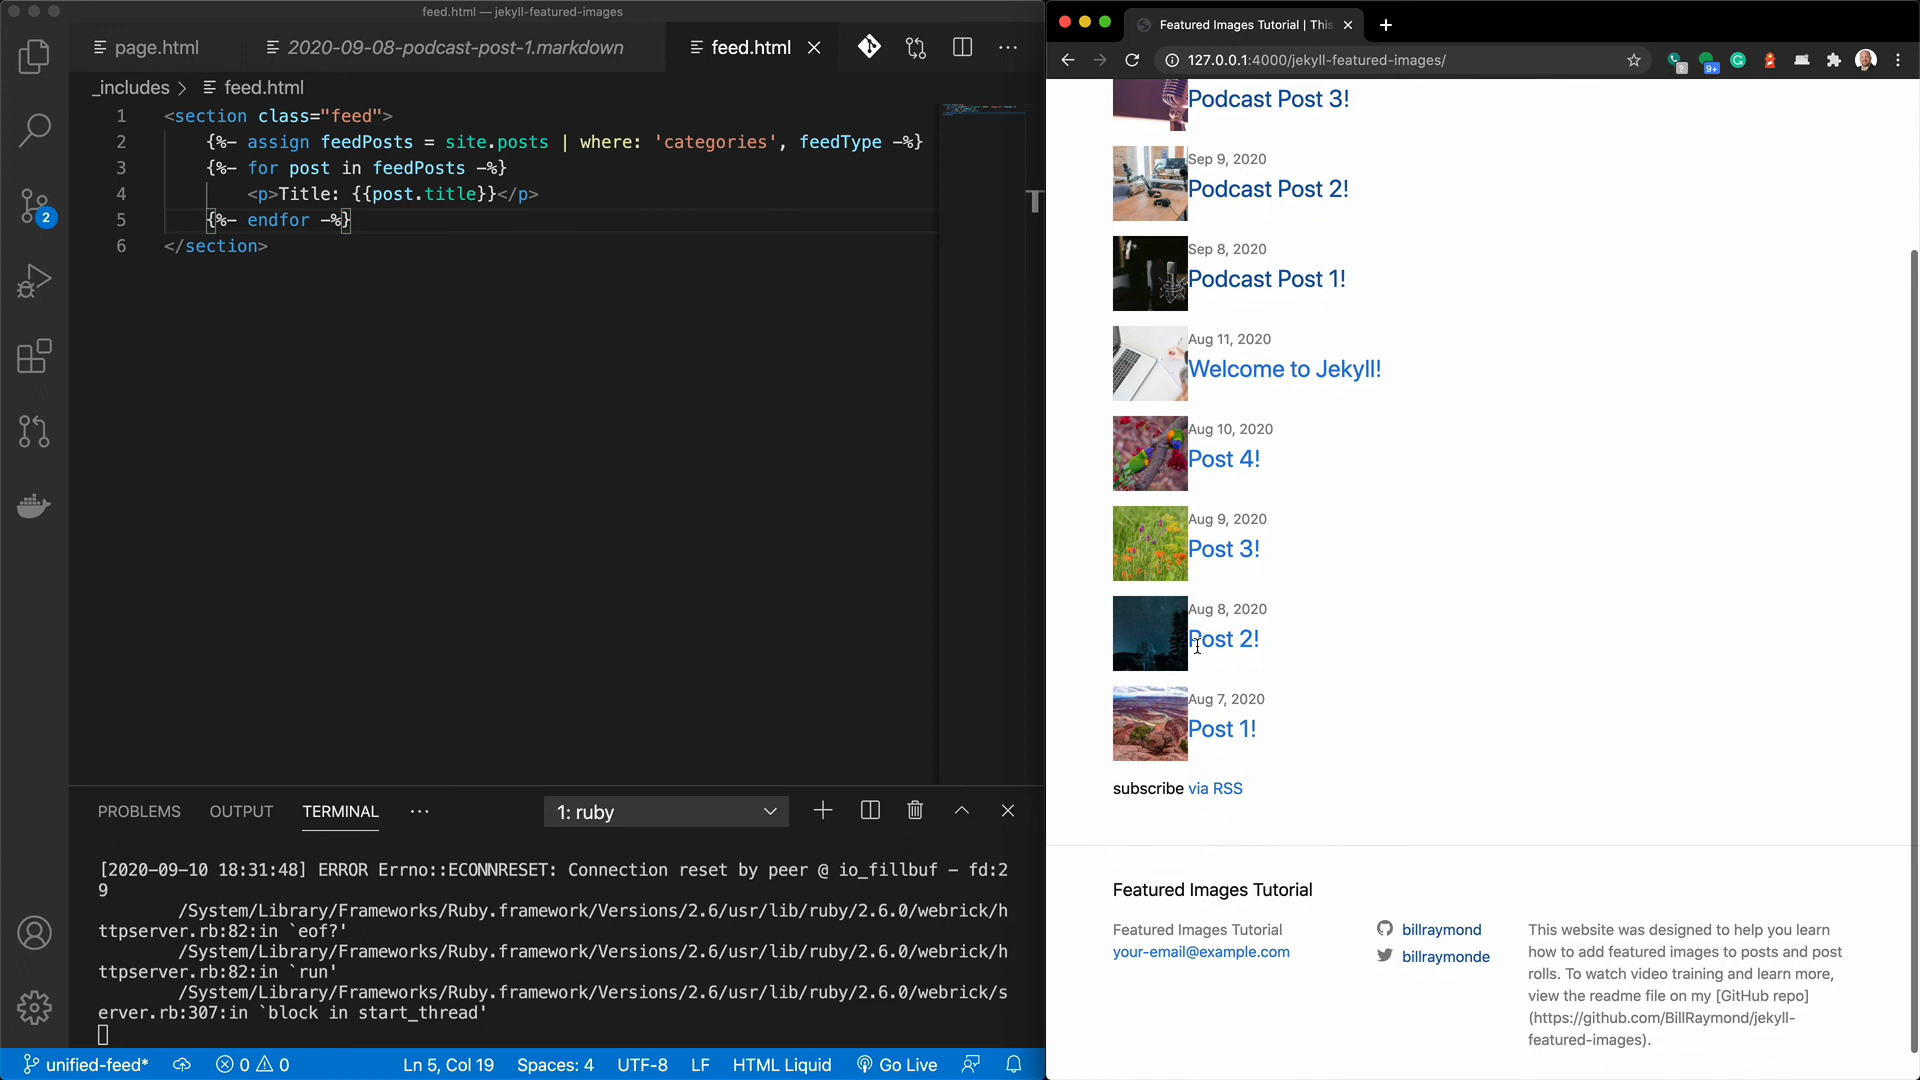 feed.html — jekyll-featured-images
page.html
2020-09-08-podcast-post-1.markdown
feed.html
_includes > feed.html
1 <section class="feed">
2 {%- assign feedPosts = site.posts | where: 'categories', feedType -%}
3 {%- for post in feedPosts -%}
4 <p>Title: {{post.title}}</p>
5 {%- endfor -%}
6 </section>
2
PROBLEMS OUTPUT TERMINAL ··· 1: ruby
[2020-09-10 18:31:48] ERROR Errno::ECONNRESET: Connection reset by peer @ io_fillbuf - fd:2
9
/System/Library/Frameworks/Ruby.framework/Versions/2.6/usr/lib/ruby/2.6.0/webrick/h
ttpserver.rb:82:in `eof?'
/System/Library/Frameworks/Ruby.framework/Versions/2.6/usr/lib/ruby/2.6.0/webrick/h
ttpserver.rb:82:in `run'
/System/Library/Frameworks/Ruby.framework/Versions/2.6/usr/lib/ruby/2.6.0/webrick/s
erver.rb:307:in `block in start_thread'
unified-feed* 0 0 Ln 5, Col 19 Spaces: 4 UTF-8 LF HTML Liquid Go Live
Featured Images Tutorial | This
127.0.0.1:4000/jekyll-featured-images/
?
9+
Podcast Post 3!
Sep 9, 2020
Podcast Post 2!
Sep 8, 2020
Podcast Post 1!
Aug 11, 2020
Welcome to Jekyll!
Aug 10, 2020
Post 4!
Aug 9, 2020
Post 3!
Aug 8, 2020
Post 2!
Aug 7, 2020
Post 1!
subscribe via RSS
Featured Images Tutorial
Featured Images Tutorial
your-email@example.com
billraymond
billraymonde
This website was designed to help you learn
how to add featured images to posts and post
rolls. To watch video training and learn more,
view the readme file on my [GitHub repo]
(https://github.com/BillRaymond/jekyll-
featured-images).